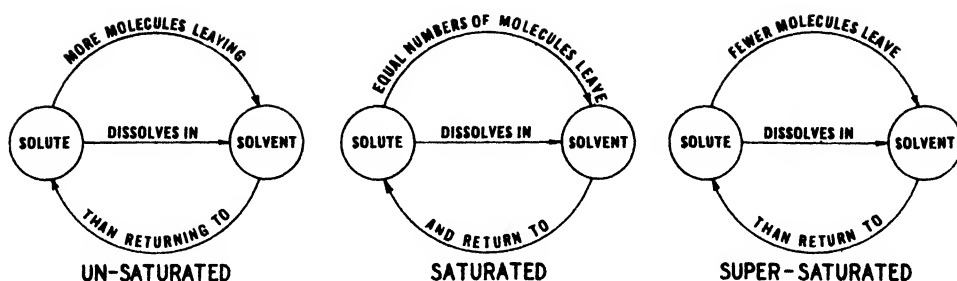 MORE MOLECULES LEAVING
SOLUTE
DISSOLVES IN
SOLVENT
THAN RETURNING TO
UN-SATURATED
EQUAL NUMBERS OF MOLECULES LEAVE
SOLUTE
DISSOLVES IN
SOLVENT
AND RETURN TO
SATURATED
FEWER MOLECULES LEAVE
SOLUTE
DISSOLVES IN
SOLVENT
THAN RETURN TO
SUPER-SATURATED